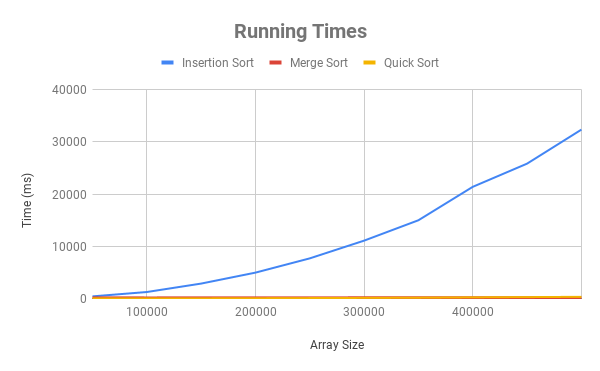 Running Times
Insertion Sort Merge Sort Quick Sort
40000
30000
20000
10000
0
Time (ms)
100000 200000 300000 400000
Array Size